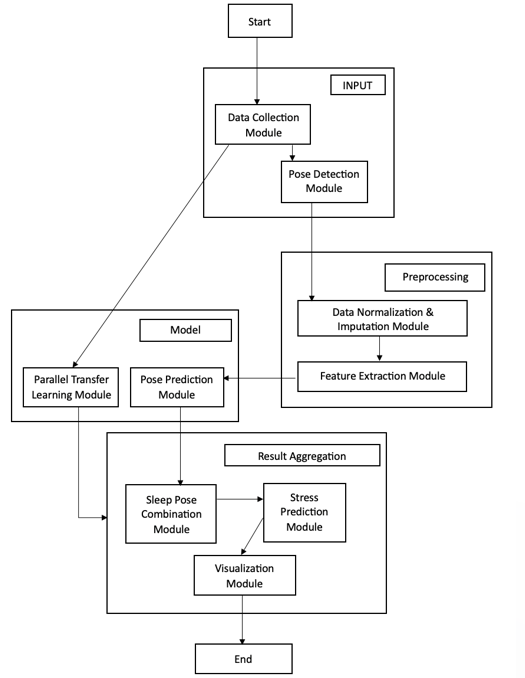 Start
INPUT
Data Collection
Module
Pose Detection
Module
Preprocessing
Data Normalization &
Imputation Module
Feature Extraction Module
Model
Parallel Transfer
Learning Module
Pose Prediction
Module
Result Aggregation
Sleep Pose
Combination
Module
Stress
Prediction
Module
Visualization
Module
End